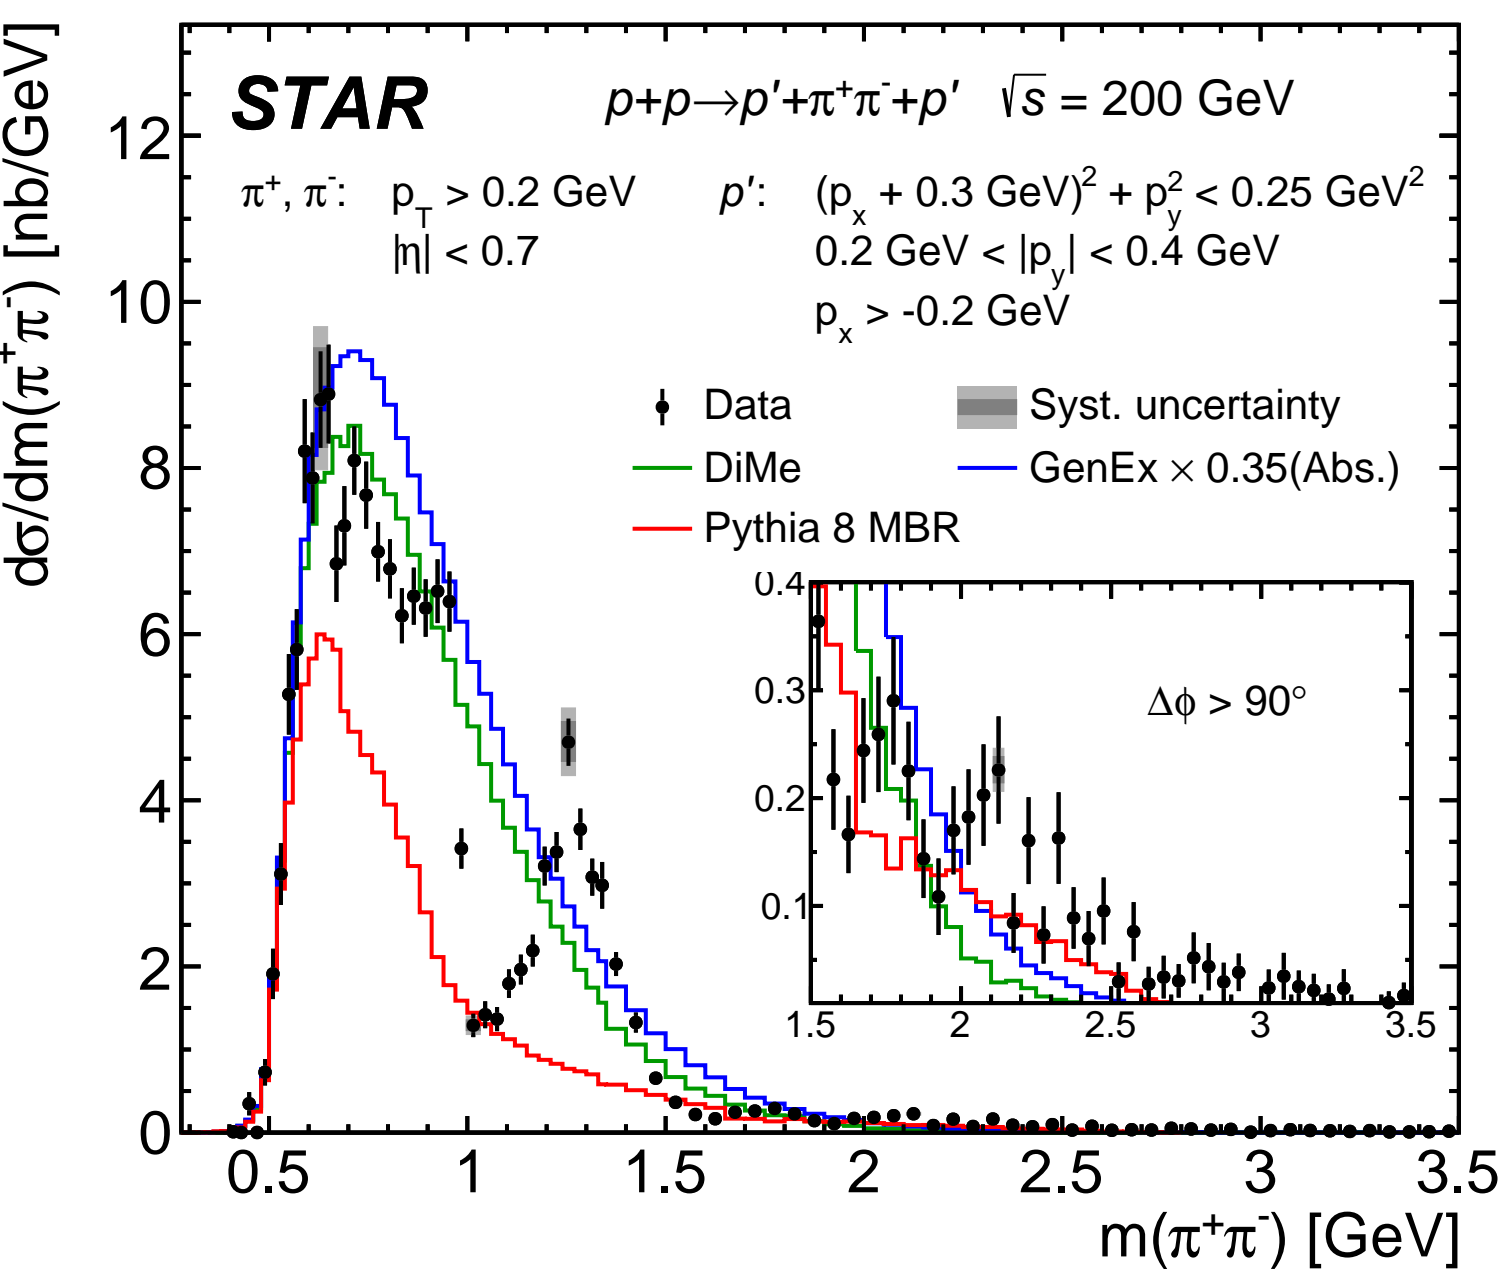 dσ/dm(π⁺π⁻) [nb/GeV]
STAR p+p→p′+π⁺π⁻+p′ √s = 200 GeV
π⁺, π⁻: p_T > 0.2 GeV p′: (p_x + 0.3 GeV)² + p_y² < 0.25 GeV²
|η| < 0.7 0.2 GeV < |p_y| < 0.4 GeV
p_x > -0.2 GeV
Data Syst. uncertainty
DiMe GenEx × 0.35(Abs.)
Pythia 8 MBR
12
10
8
6
4
2
0
0.5 1 1.5 2 2.5 3 3.5
m(π⁺π⁻) [GeV]
Δϕ > 90°
0.4
0.3
0.2
0.1
1.5 2 2.5 3 3.5